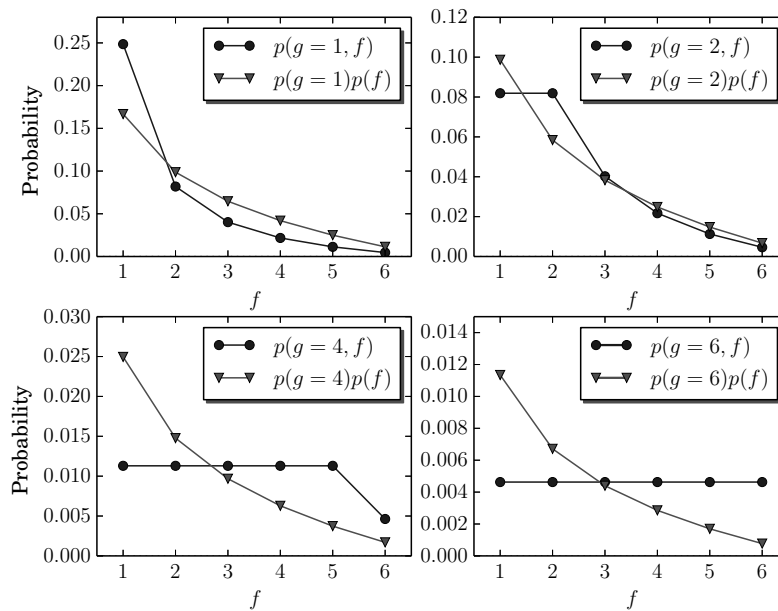 0.25
0.20
0.15
0.10
0.05
0.00
Probability
1 2 3 4 5 6
f
p(g = 1, f)
p(g = 1)p(f)
0.12
0.10
0.08
0.06
0.04
0.02
0.00
1 2 3 4 5 6
f
p(g = 2, f)
p(g = 2)p(f)
0.030
0.025
0.020
0.015
0.010
0.005
0.000
Probability
1 2 3 4 5 6
f
p(g = 4, f)
p(g = 4)p(f)
0.014
0.012
0.010
0.008
0.006
0.004
0.002
0.000
1 2 3 4 5 6
f
p(g = 6, f)
p(g = 6)p(f)